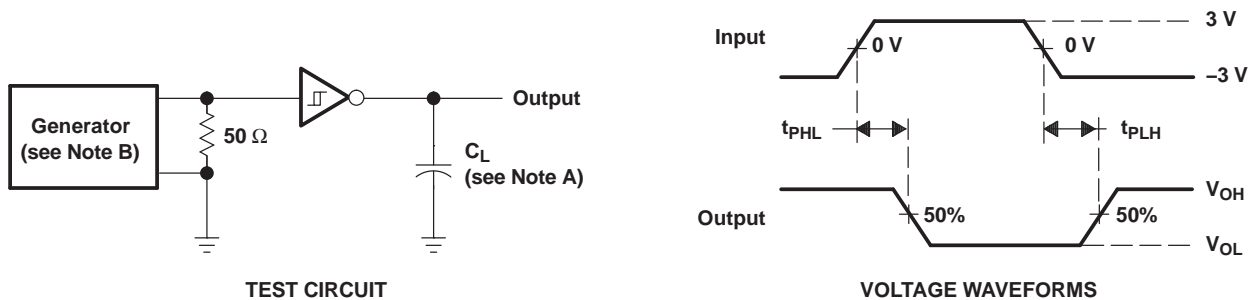 Generator
(see Note B)
50 Ω
Output
CL
(see Note A)
TEST CIRCUIT
Input
3 V
0 V
0 V
–3 V
tPHL
tPLH
Output
50%
50%
VOH
VOL
VOLTAGE WAVEFORMS